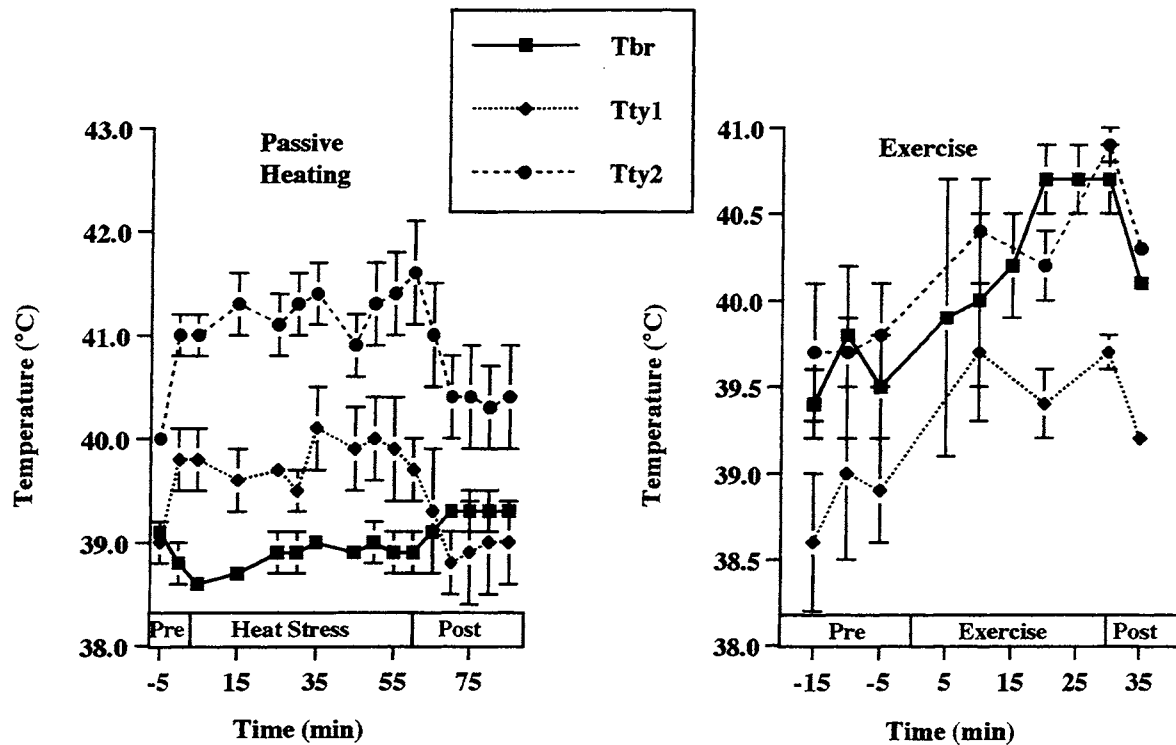 Tbr
Tty1
Tty2
Passive
Heating
43.0
42.0
41.0
40.0
39.0
38.0
Temperature (°C)
Pre Heat Stress Post
-5 15 35 55 75
Time (min)
Exercise
41.0
40.5
40.0
39.5
39.0
38.5
38.0
Temperature (°C)
Pre Exercise Post
-15 -5 5 15 25 35
Time (min)